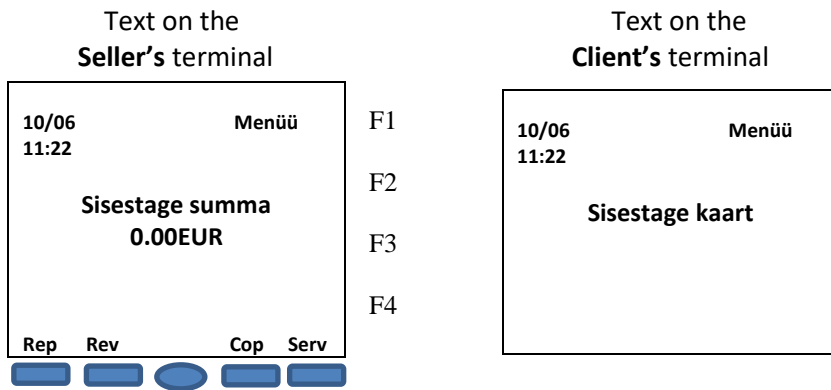 Text on the
Seller's terminal
10/06 Menüü
11:22
Sisestage summa
0.00EUR
Rep Rev Cop Serv
F1
F2
F3
F4
Text on the
Client's terminal
10/06 Menüü
11:22
Sisestage kaart